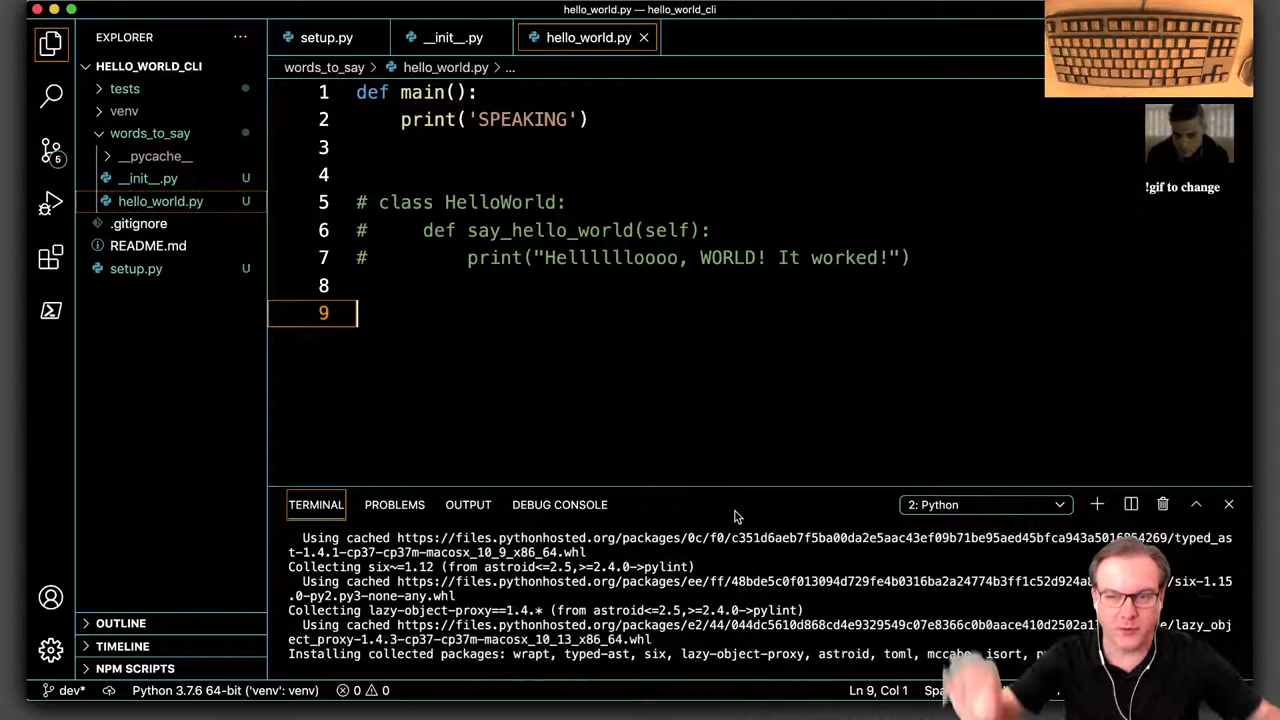 hello_world.py — hello_world_cli
EXPLORER
setup.py
__init__.py
hello_world.py
HELLO_WORLD_CLI
words_to_say > hello_world.py > ...
tests
venv
words_to_say
__pycache__
__init__.py U
hello_world.py U
.gitignore
README.md
setup.py U
5
1 def main():
2 print('SPEAKING')
3
4
5 # class HelloWorld:
6 # def say_hello_world(self):
7 # print("Helllllloooo, WORLD! It worked!")
8
9
!gif to change
TERMINAL PROBLEMS OUTPUT DEBUG CONSOLE 2: Python
Using cached https://files.pythonhosted.org/packages/0c/f0/c351d6aeb7f5ba00da2e5aac43ef09b71be95aed45bfca943a5016854269/typed_as
t-1.4.1-cp37-cp37m-macosx_10_9_x86_64.whl
Collecting six~=1.12 (from astroid<=2.5,>=2.4.0->pylint)
Using cached https://files.pythonhosted.org/packages/ee/ff/48bde5c0f013094d729fe4b0316ba2a24774b3ff1c52d924a8 /six-1.15
.0-py2.py3-none-any.whl
Collecting lazy-object-proxy==1.4.* (from astroid<=2.5,>=2.4.0->pylint)
Using cached https://files.pythonhosted.org/packages/e2/44/044dc5610d868cd4e9329549c07e8366c0b0aace410d2502a1 /lazy_obj
ect_proxy-1.4.3-cp37-cp37m-macosx_10_13_x86_64.whl
Installing collected packages: wrapt, typed-ast, six, lazy-object-proxy, astroid, toml, mccabe, isort,
OUTLINE
TIMELINE
NPM SCRIPTS
dev* Python 3.7.6 64-bit ('venv': venv) 0 0 Ln 9, Col 1